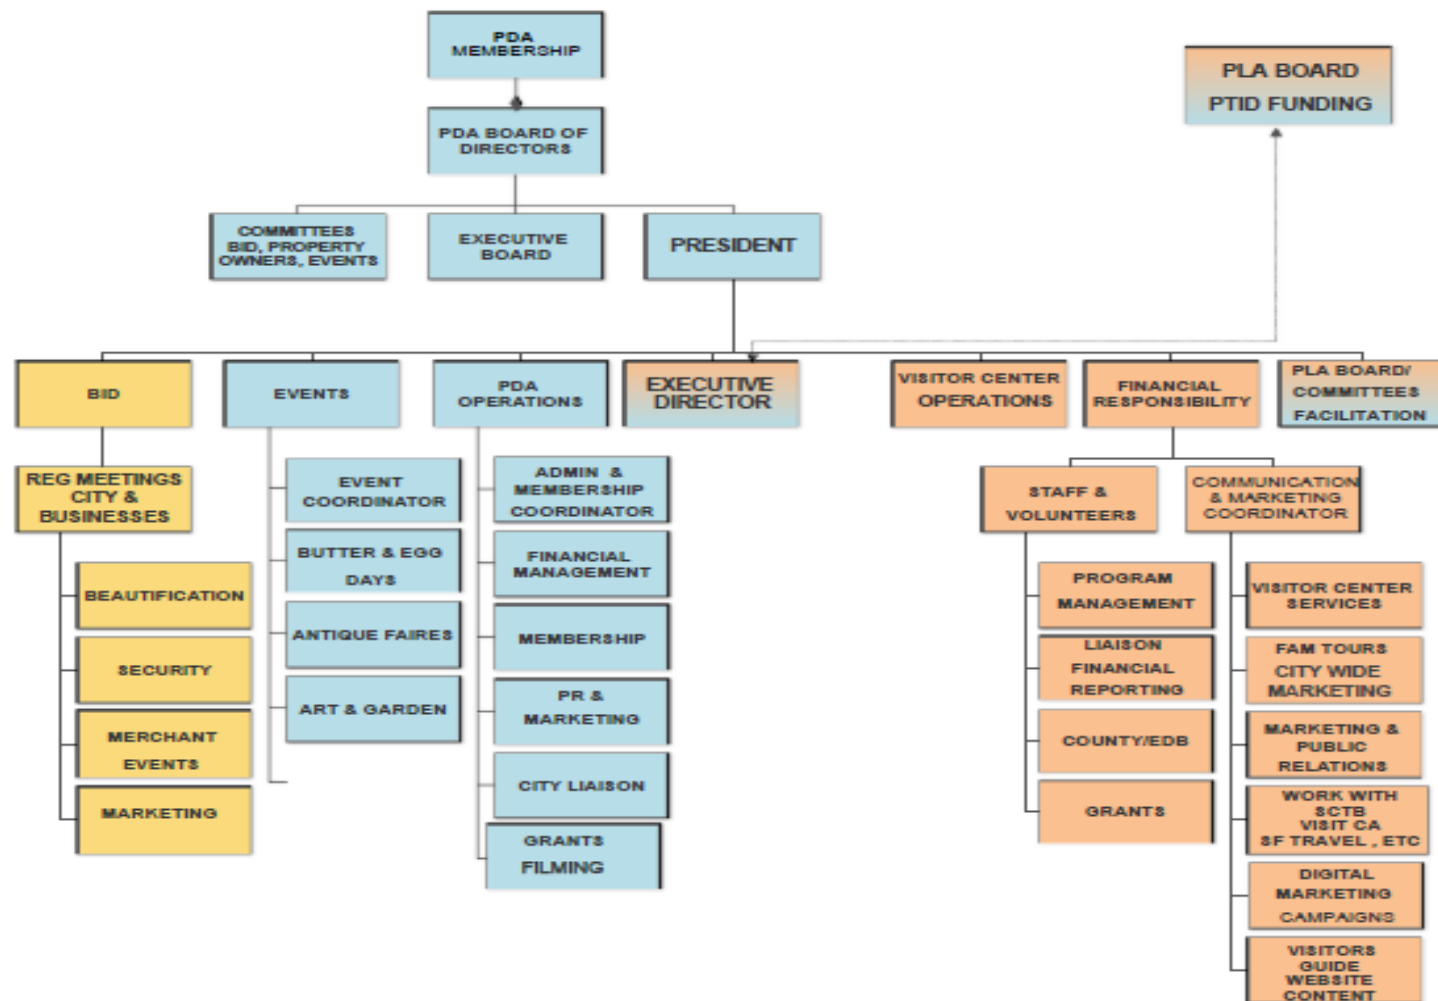 PDA
MEMBERSHIP
PLA BOARD
PTID FUNDING
PDA BOARD OF
DIRECTORS
COMMITTEES
BID, PROPERTY
OWNERS, EVENTS
EXECUTIVE
BOARD
PRESIDENT
BID
EVENTS
PDA
OPERATIONS
EXECUTIVE
DIRECTOR
VISITOR CENTER
OPERATIONS
FINANCIAL
RESPONSIBILITY
PLA BOARD/
COMMITTEES
FACILITATION
REG MEETINGS
CITY &
BUSINESSES
BEAUTIFICATION
SECURITY
MERCHANT
EVENTS
MARKETING
EVENT
COORDINATOR
BUTTER & EGG
DAYS
ANTIQUE FAIRES
ART & GARDEN
ADMIN &
MEMBERSHIP
COORDINATOR
FINANCIAL
MANAGEMENT
MEMBERSHIP
PR &
MARKETING
CITY LIAISON
GRANTS
FILMING
STAFF &
VOLUNTEERS
PROGRAM
MANAGEMENT
LIAISON
FINANCIAL
REPORTING
COUNTY/EDB
GRANTS
COMMUNICATION
& MARKETING
COORDINATOR
VISITOR CENTER
SERVICES
FAM TOURS
CITY WIDE
MARKETING
MARKETING &
PUBLIC
RELATIONS
WORK WITH
SCTB
VISIT CA
SF TRAVEL , ETC
DIGITAL
MARKETING
CAMPAIGNS
VISITORS
GUIDE
WEBSITE
CONTENT